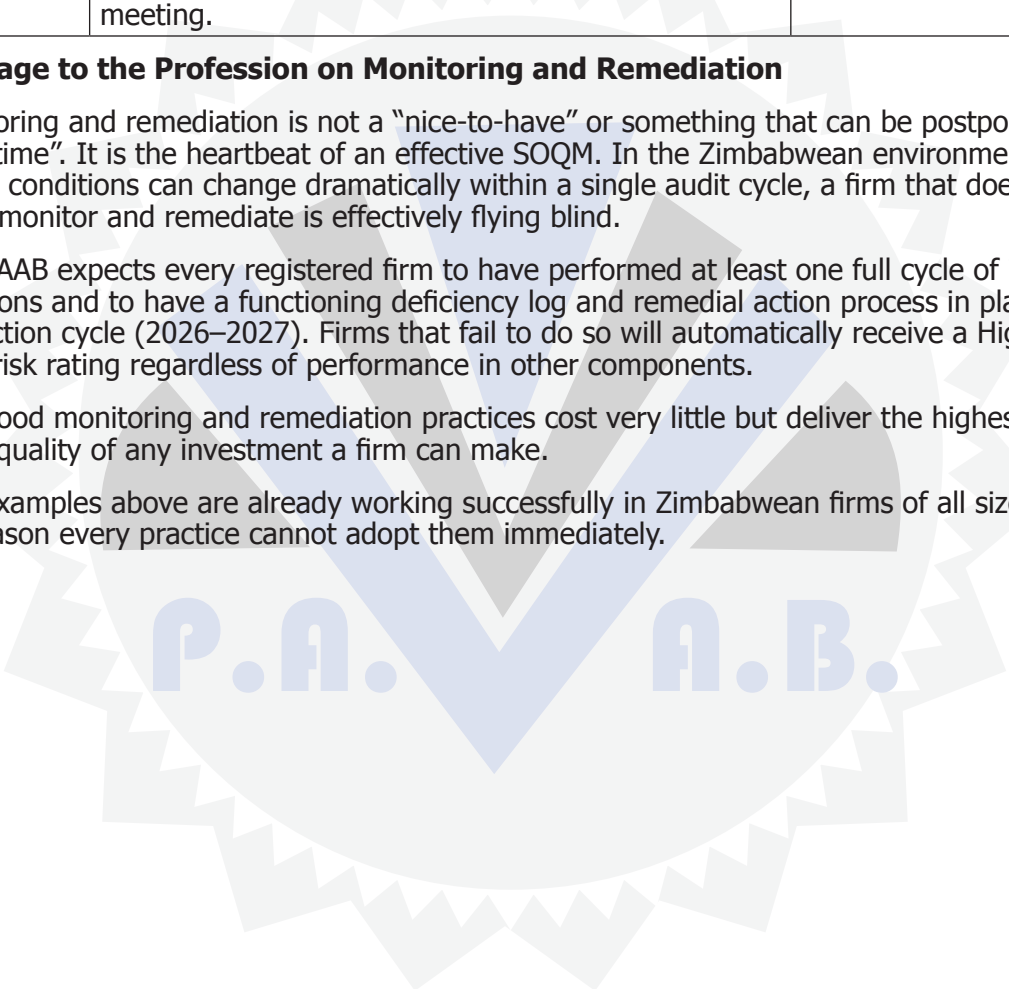 meeting.
age to the Profession on Monitoring and Remediation
oring and remediation is not a “nice-to-have” or something that can be postpo
time”. It is the heartbeat of an effective SOQM. In the Zimbabwean environme
conditions can change dramatically within a single audit cycle, a firm that doe
monitor and remediate is effectively flying blind.
AAB expects every registered firm to have performed at least one full cycle of
ons and to have a functioning deficiency log and remedial action process in pla
ction cycle (2026–2027). Firms that fail to do so will automatically receive a Hig
risk rating regardless of performance in other components.
ood monitoring and remediation practices cost very little but deliver the highes
quality of any investment a firm can make.
xamples above are already working successfully in Zimbabwean firms of all size
ason every practice cannot adopt them immediately.
P.A. A.B.